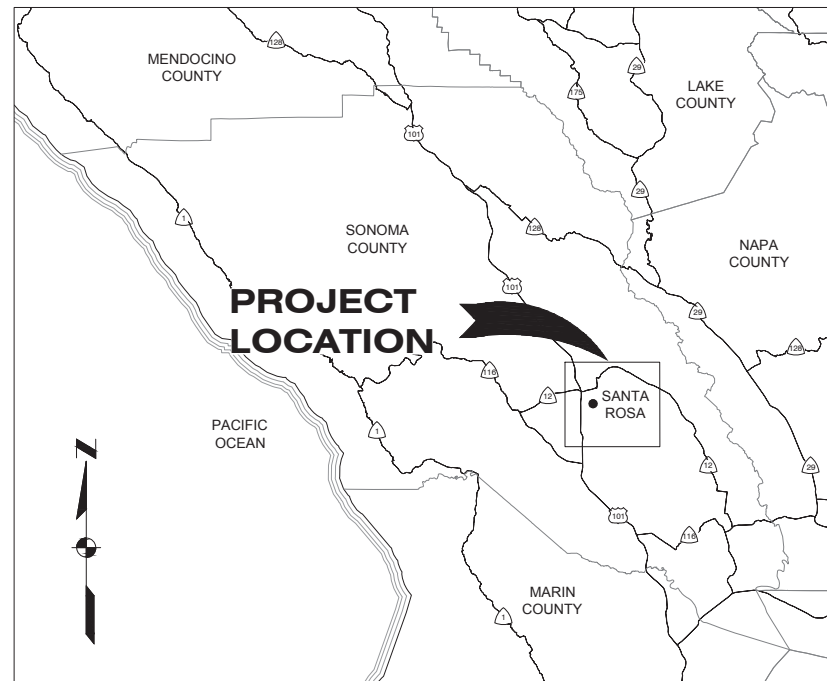 MENDOCINO
COUNTY
128
29
175
LAKE
COUNTY
101
29
1
SONOMA
COUNTY
128
NAPA
COUNTY
101
PROJECT
LOCATION
29
128
116
12
SANTA
ROSA
PACIFIC
OCEAN
1
N
12
29
101
116
MARIN
COUNTY
1